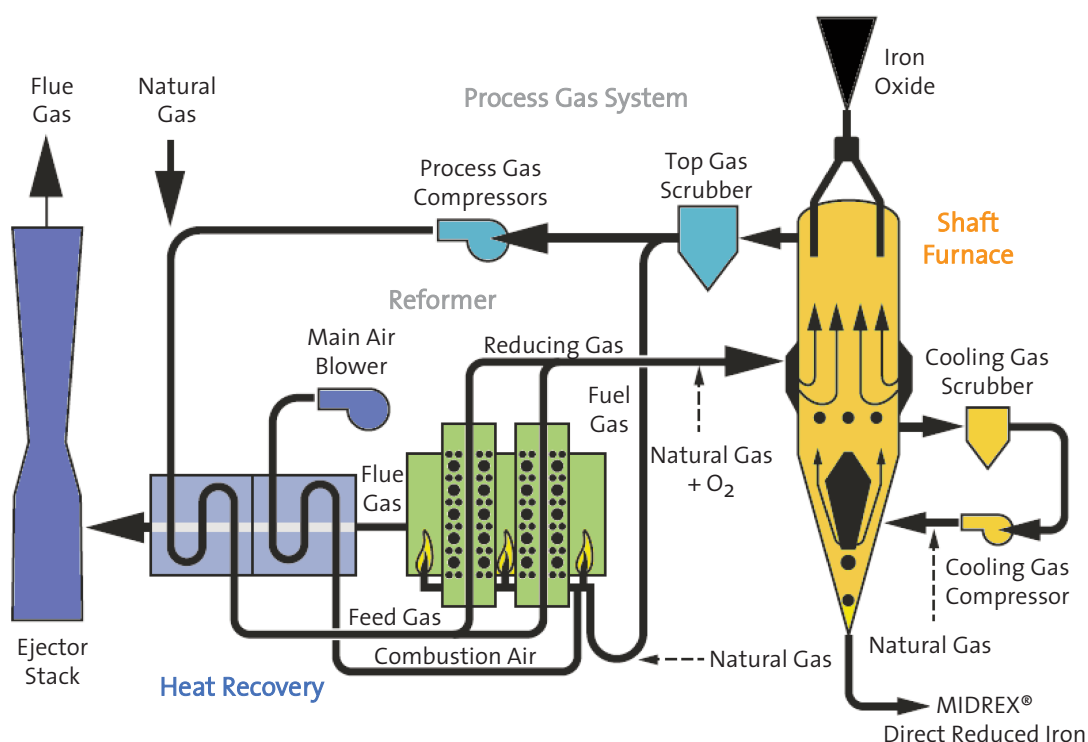 Flue
Gas
Natural
Gas
Process Gas System
Iron
Oxide
Process Gas
Compressors
Top Gas
Scrubber
Shaft
Furnace
Reformer
Main Air
Blower
Reducing Gas
Cooling Gas
Scrubber
Fuel
Gas
Natural Gas
+ O₂
Flue
Gas
Feed Gas
Combustion Air
Cooling Gas
Compressor
Natural Gas
Natural Gas
Ejector
Stack
Heat Recovery
MIDREX®
Direct Reduced Iron